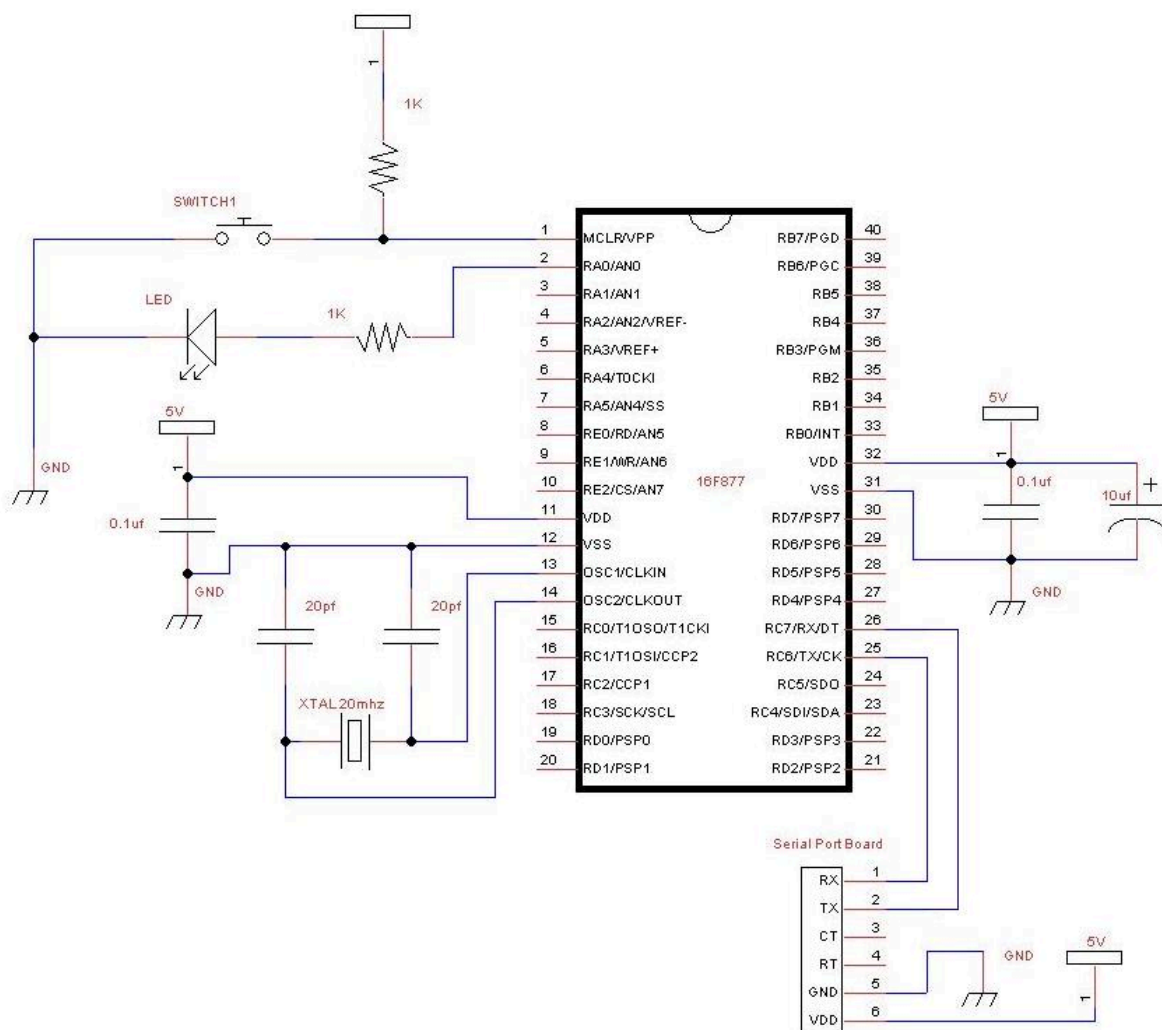 1
1K
SWITCH1
LED
1K
GND
5V
1
0.1uf
GND
20pf
20pf
XTAL20mhz
16F877
1 MCLR/VPP
2 RA0/AN0
3 RA1/AN1
4 RA2/AN2/VREF-
5 RA3/VREF+
6 RA4/T0CKI
7 RA5/AN4/SS
8 RE0/RD/AN5
9 RE1/WR/AN6
10 RE2/CS/AN7
11 VDD
12 VSS
13 OSC1/CLKIN
14 OSC2/CLKOUT
15 RC0/T1OSO/T1CKI
16 RC1/T1OSI/CCP2
17 RC2/CCP1
18 RC3/SCK/SCL
19 RD0/PSP0
20 RD1/PSP1
RB7/PGD 40
RB6/PGC 39
RB5 38
RB4 37
RB3/PGM 36
RB2 35
RB1 34
RB0/INT 33
VDD 32
VSS 31
RD7/PSP7 30
RD6/PSP6 29
RD5/PSP5 28
RD4/PSP4 27
RC7/RX/DT 26
RC6/TX/CK 25
RC5/SDO 24
RC4/SDI/SDA 23
RD3/PSP3 22
RD2/PSP2 21
5V
1
0.1uf
10uf
+
GND
Serial Port Board
RX 1
TX 2
CT 3
RT 4
GND 5
VDD 6
GND
5V
1